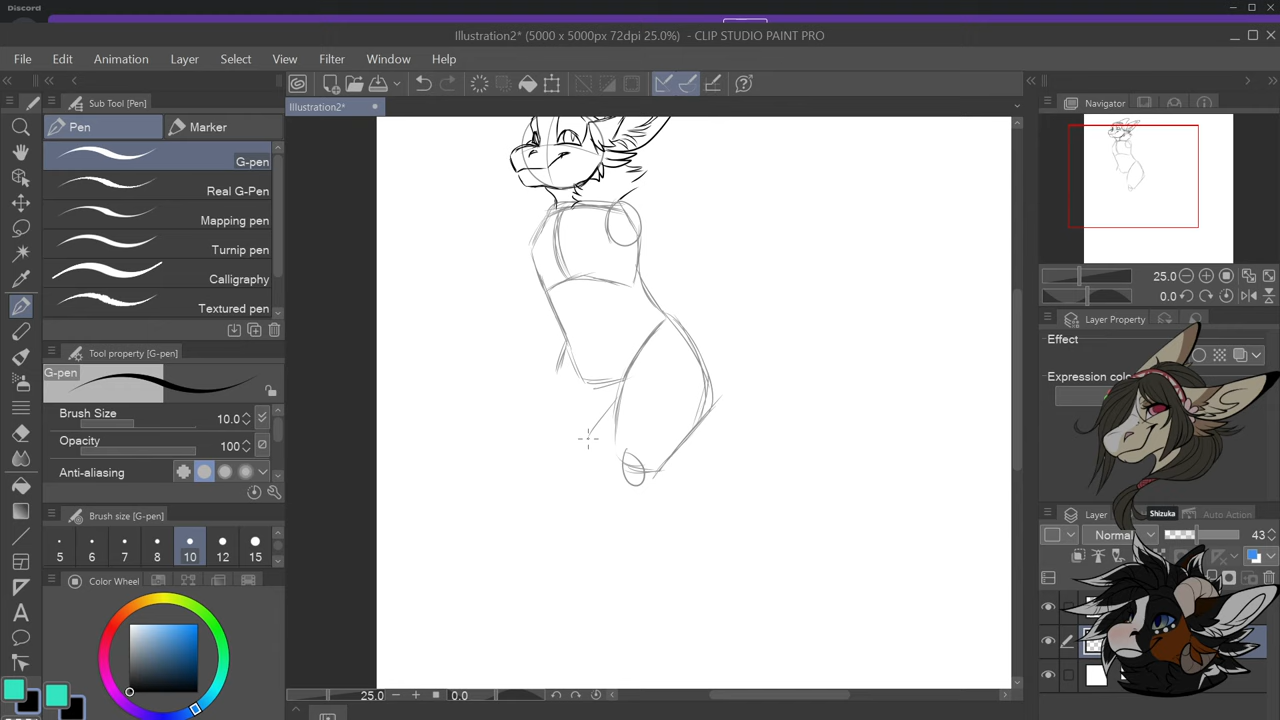 Discord
Illustration2* (5000 x 5000px 72dpi 25.0%) - CLIP STUDIO PAINT PRO
File Edit Animation Layer Select View Filter Window Help
Sub Tool [Pen]
Illustration2*
Navigator
Pen
Marker
G-pen
Real G-Pen
Mapping pen
Turnip pen
Calligraphy
Textured pen
25.0
0.0
Layer Property
Effect
Expression color
Tool property [G-pen]
G-pen
Brush Size 10.0
Opacity 100
Anti-aliasing
Brush size [G-pen]
5 6 7 8 10 12 15
Color Wheel
Layer
Shizuka
Auto Action
Normal 43
25.0 0.0